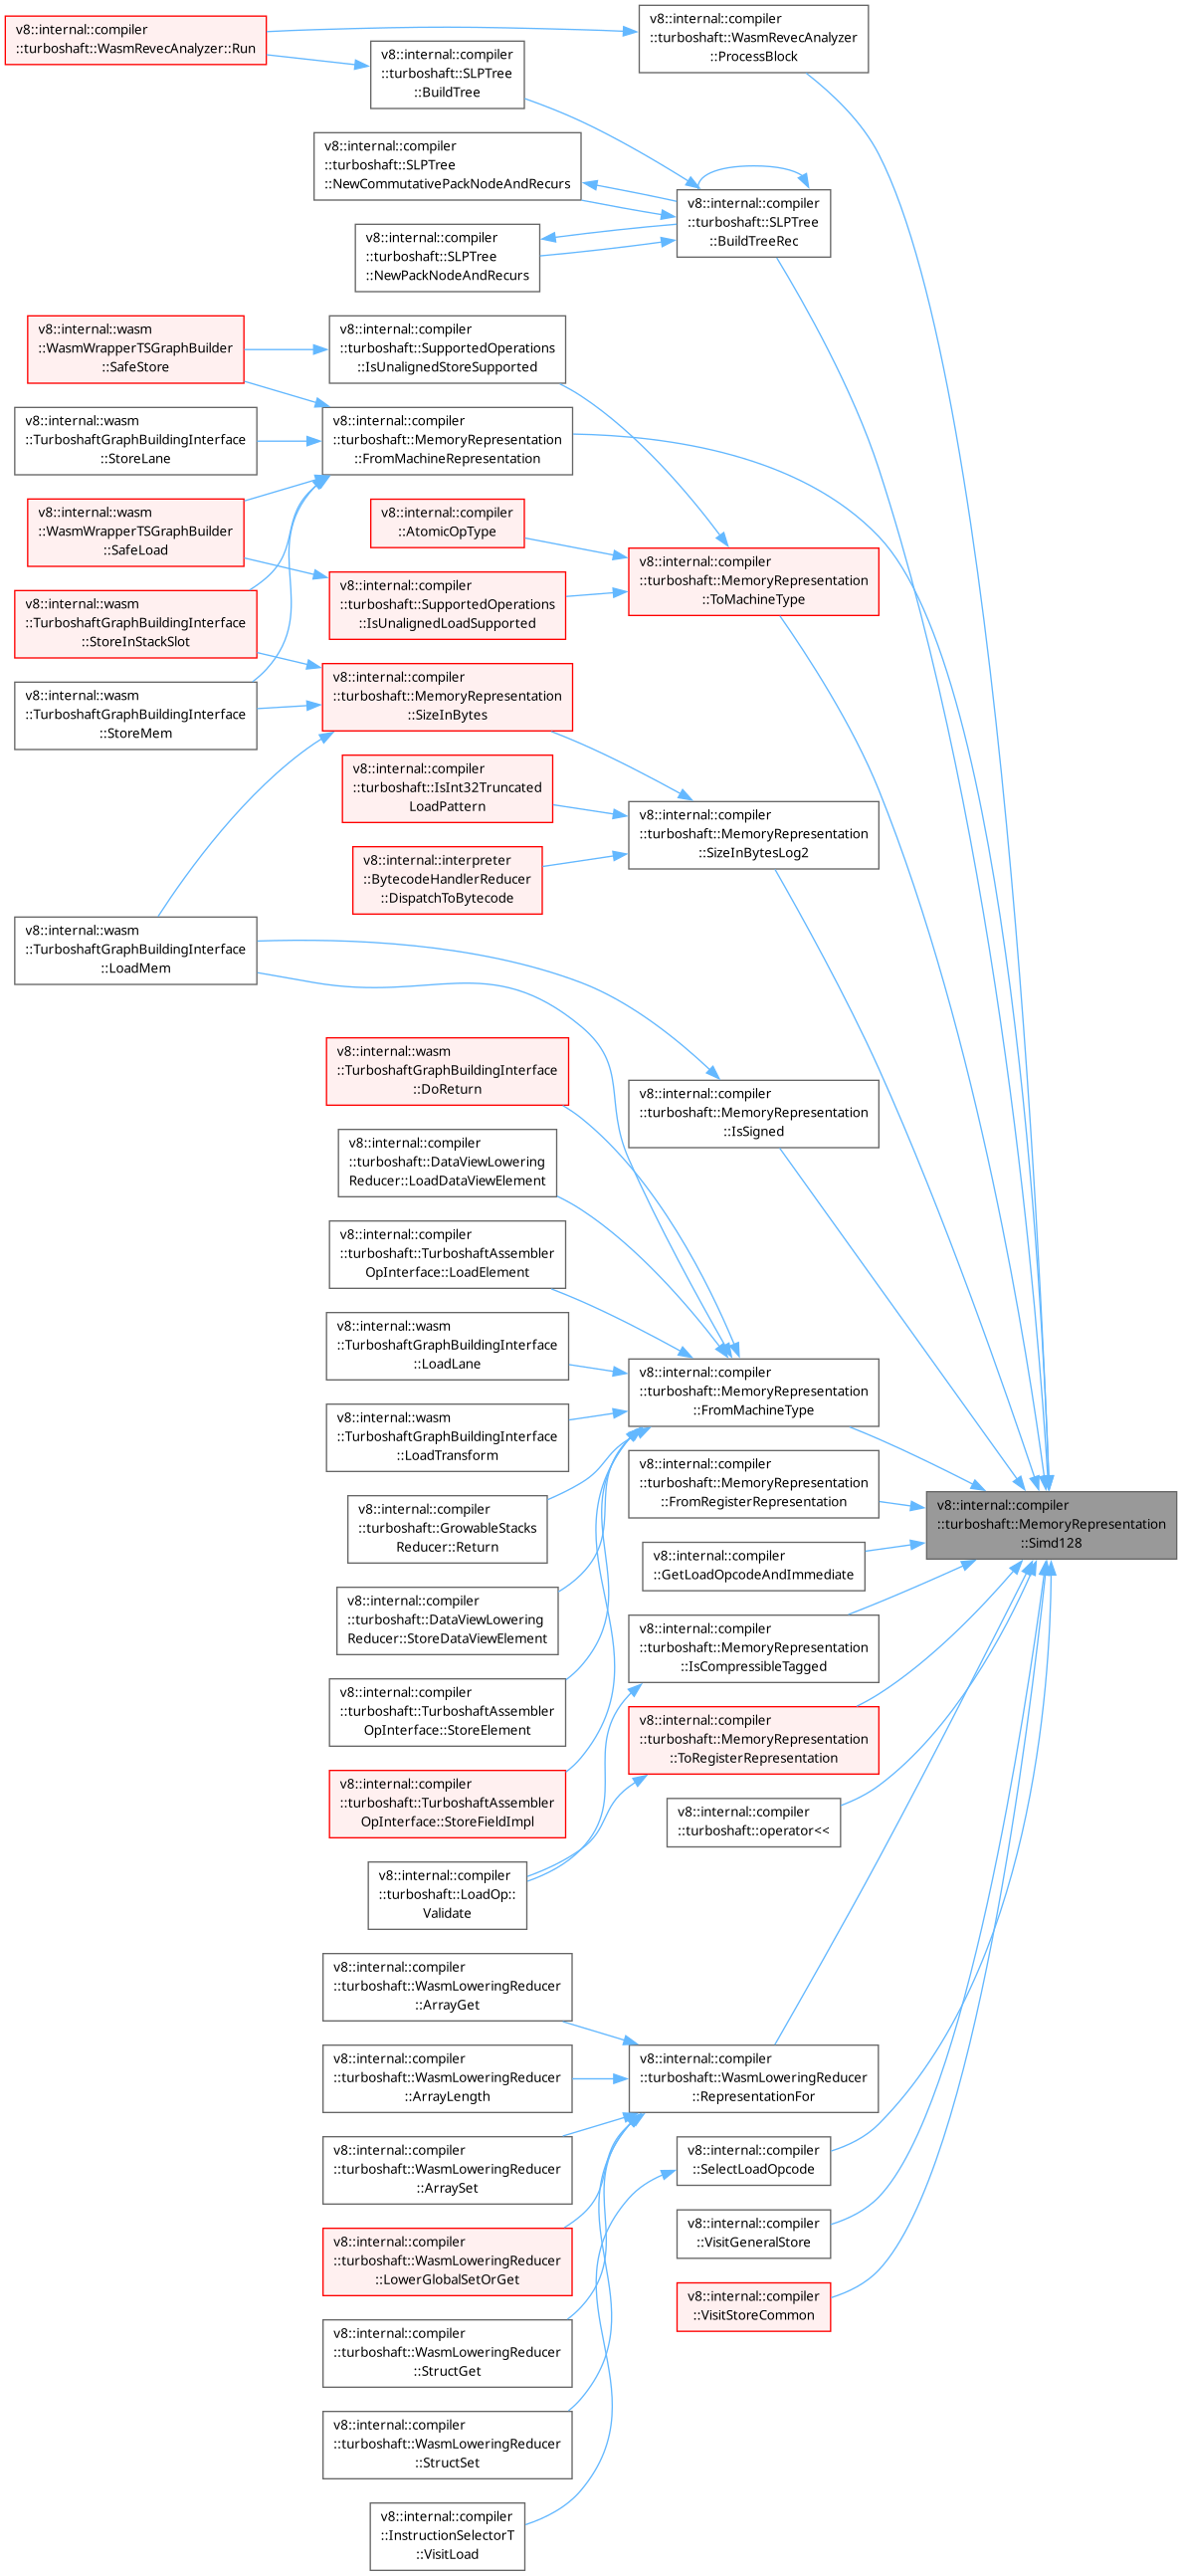 v8::internal::compiler
::turboshaft::WasmRevecAnalyzer::Run
v8::internal::compiler
::turboshaft::WasmRevecAnalyzer
::ProcessBlock
v8::internal::compiler
::turboshaft::SLPTree
::BuildTree
v8::internal::compiler
::turboshaft::SLPTree
::NewCommutativePackNodeAndRecurs
v8::internal::compiler
::turboshaft::SLPTree
::BuildTreeRec
v8::internal::compiler
::turboshaft::SLPTree
::NewPackNodeAndRecurs
v8::internal::wasm
::WasmWrapperTSGraphBuilder
::SafeStore
v8::internal::compiler
::turboshaft::SupportedOperations
::IsUnalignedStoreSupported
v8::internal::wasm
::TurboshaftGraphBuildingInterface
::StoreLane
v8::internal::compiler
::turboshaft::MemoryRepresentation
::FromMachineRepresentation
v8::internal::wasm
::WasmWrapperTSGraphBuilder
::SafeLoad
v8::internal::compiler
::AtomicOpType
v8::internal::compiler
::turboshaft::MemoryRepresentation
::ToMachineType
v8::internal::wasm
::TurboshaftGraphBuildingInterface
::StoreInStackSlot
v8::internal::compiler
::turboshaft::SupportedOperations
::IsUnalignedLoadSupported
v8::internal::wasm
::TurboshaftGraphBuildingInterface
::StoreMem
v8::internal::compiler
::turboshaft::MemoryRepresentation
::SizeInBytes
v8::internal::compiler
::turboshaft::IsInt32Truncated
LoadPattern
v8::internal::compiler
::turboshaft::MemoryRepresentation
::SizeInBytesLog2
v8::internal::interpreter
::BytecodeHandlerReducer
::DispatchToBytecode
v8::internal::wasm
::TurboshaftGraphBuildingInterface
::LoadMem
v8::internal::wasm
::TurboshaftGraphBuildingInterface
::DoReturn
v8::internal::compiler
::turboshaft::MemoryRepresentation
::IsSigned
v8::internal::compiler
::turboshaft::DataViewLowering
Reducer::LoadDataViewElement
v8::internal::compiler
::turboshaft::TurboshaftAssembler
OpInterface::LoadElement
v8::internal::wasm
::TurboshaftGraphBuildingInterface
::LoadLane
v8::internal::compiler
::turboshaft::MemoryRepresentation
::FromMachineType
v8::internal::wasm
::TurboshaftGraphBuildingInterface
::LoadTransform
v8::internal::compiler
::turboshaft::MemoryRepresentation
::FromRegisterRepresentation
v8::internal::compiler
::turboshaft::MemoryRepresentation
::Simd128
v8::internal::compiler
::turboshaft::GrowableStacks
Reducer::Return
v8::internal::compiler
::GetLoadOpcodeAndImmediate
v8::internal::compiler
::turboshaft::DataViewLowering
Reducer::StoreDataViewElement
v8::internal::compiler
::turboshaft::MemoryRepresentation
::IsCompressibleTagged
v8::internal::compiler
::turboshaft::TurboshaftAssembler
OpInterface::StoreElement
v8::internal::compiler
::turboshaft::MemoryRepresentation
::ToRegisterRepresentation
v8::internal::compiler
::turboshaft::TurboshaftAssembler
OpInterface::StoreFieldImpl
v8::internal::compiler
::turboshaft::operator<<
v8::internal::compiler
::turboshaft::LoadOp::
Validate
v8::internal::compiler
::turboshaft::WasmLoweringReducer
::ArrayGet
v8::internal::compiler
::turboshaft::WasmLoweringReducer
::ArrayLength
v8::internal::compiler
::turboshaft::WasmLoweringReducer
::RepresentationFor
v8::internal::compiler
::turboshaft::WasmLoweringReducer
::ArraySet
v8::internal::compiler
::SelectLoadOpcode
v8::internal::compiler
::turboshaft::WasmLoweringReducer
::LowerGlobalSetOrGet
v8::internal::compiler
::VisitGeneralStore
v8::internal::compiler
::VisitStoreCommon
v8::internal::compiler
::turboshaft::WasmLoweringReducer
::StructGet
v8::internal::compiler
::turboshaft::WasmLoweringReducer
::StructSet
v8::internal::compiler
::InstructionSelectorT
::VisitLoad